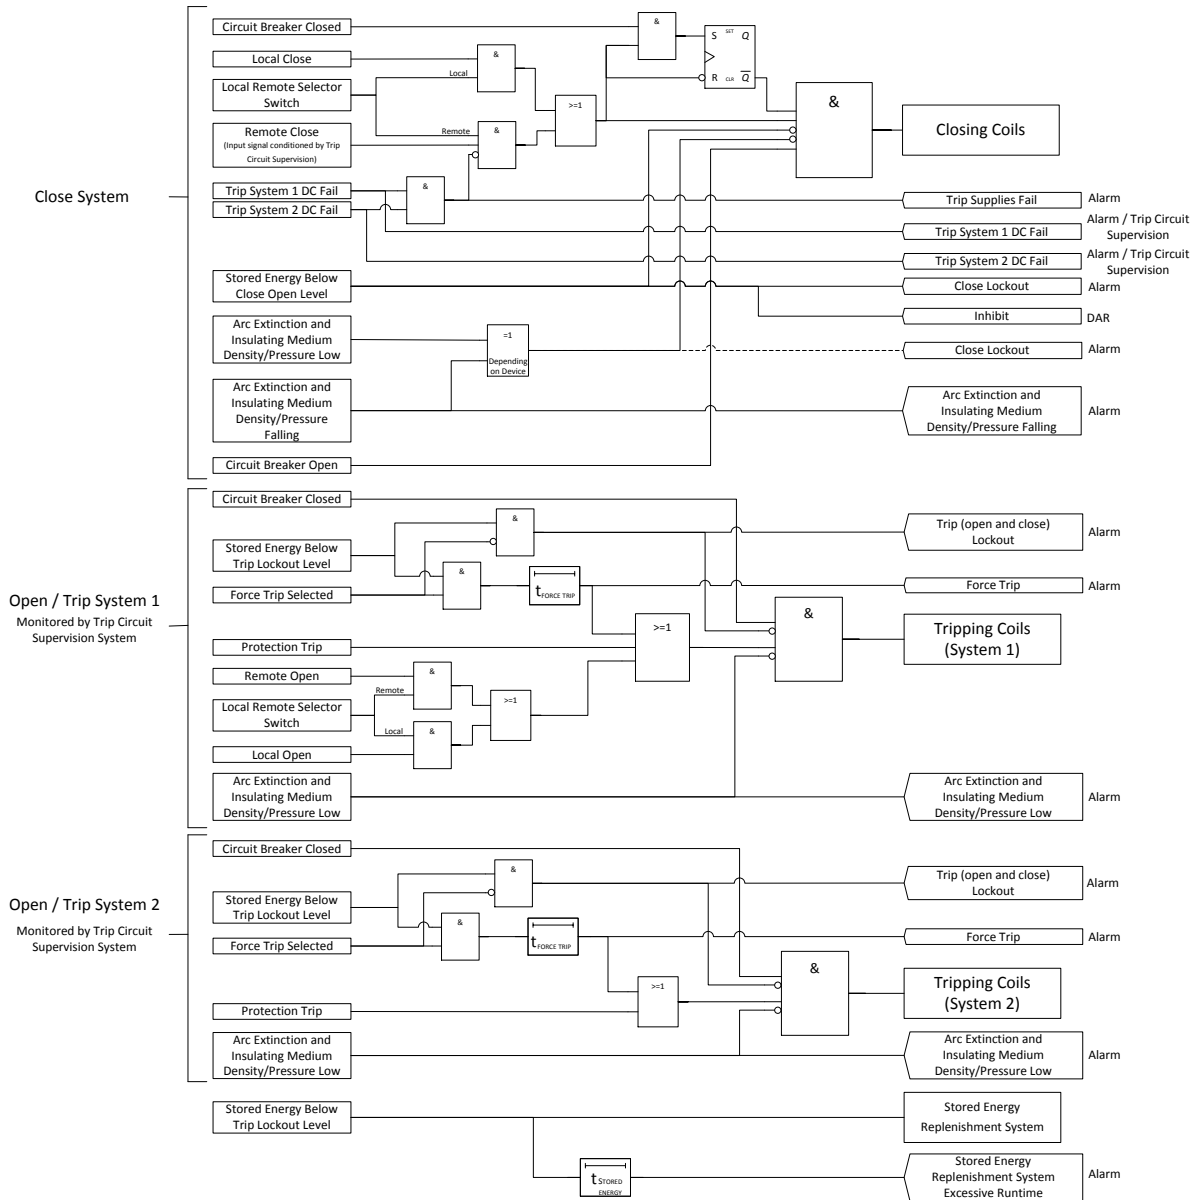 Close System
Circuit Breaker Closed
Local Close
Local Remote Selector
Switch
Remote Close
(Input signal conditioned by Trip
Circuit Supervision)
Trip System 1 DC Fail
Trip System 2 DC Fail
Stored Energy Below
Close Open Level
Arc Extinction and
Insulating Medium
Density/Pressure Low
Arc Extinction and
Insulating Medium
Density/Pressure
Falling
Circuit Breaker Open
Local
Remote
&
&
&
&
>=1
=1
Depending
on Device
S SET Q
R CLR Q
&
Closing Coils
Trip Supplies Fail
Alarm
Trip System 1 DC Fail
Alarm / Trip Circuit
Supervision
Trip System 2 DC Fail
Alarm / Trip Circuit
Supervision
Close Lockout
Alarm
Inhibit
DAR
Close Lockout
Alarm
Arc Extinction and
Insulating Medium
Density/Pressure Falling
Alarm
Open / Trip System 1
Monitored by Trip Circuit
Supervision System
Circuit Breaker Closed
Stored Energy Below
Trip Lockout Level
Force Trip Selected
Protection Trip
Remote Open
Local Remote Selector
Switch
Local Open
Arc Extinction and
Insulating Medium
Density/Pressure Low
Remote
Local
&
&
&
&
t FORCE TRIP
>=1
>=1
&
Trip (open and close)
Lockout
Alarm
Force Trip
Alarm
Tripping Coils
(System 1)
Arc Extinction and
Insulating Medium
Density/Pressure Low
Alarm
Open / Trip System 2
Monitored by Trip Circuit
Supervision System
Circuit Breaker Closed
Stored Energy Below
Trip Lockout Level
Force Trip Selected
Protection Trip
Arc Extinction and
Insulating Medium
Density/Pressure Low
&
&
t FORCE TRIP
>=1
&
Trip (open and close)
Lockout
Alarm
Force Trip
Alarm
Tripping Coils
(System 2)
Arc Extinction and
Insulating Medium
Density/Pressure Low
Alarm
Stored Energy Below
Trip Lockout Level
t STORED
ENERGY
Stored Energy
Replenishment System
Stored Energy
Replenishment System
Excessive Runtime
Alarm